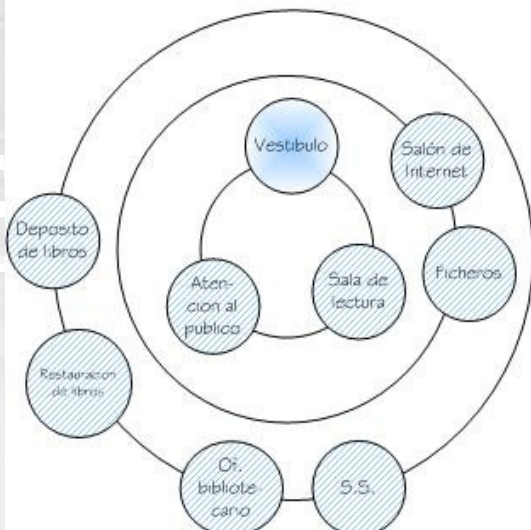 Vestibulo
Salón de
Internet
Deposito
de libros
Aten-
cion al
publico
Sala de
lectura
Ficheros
Restauracion
de libros
Of.
bibliote-
cario
S.S.